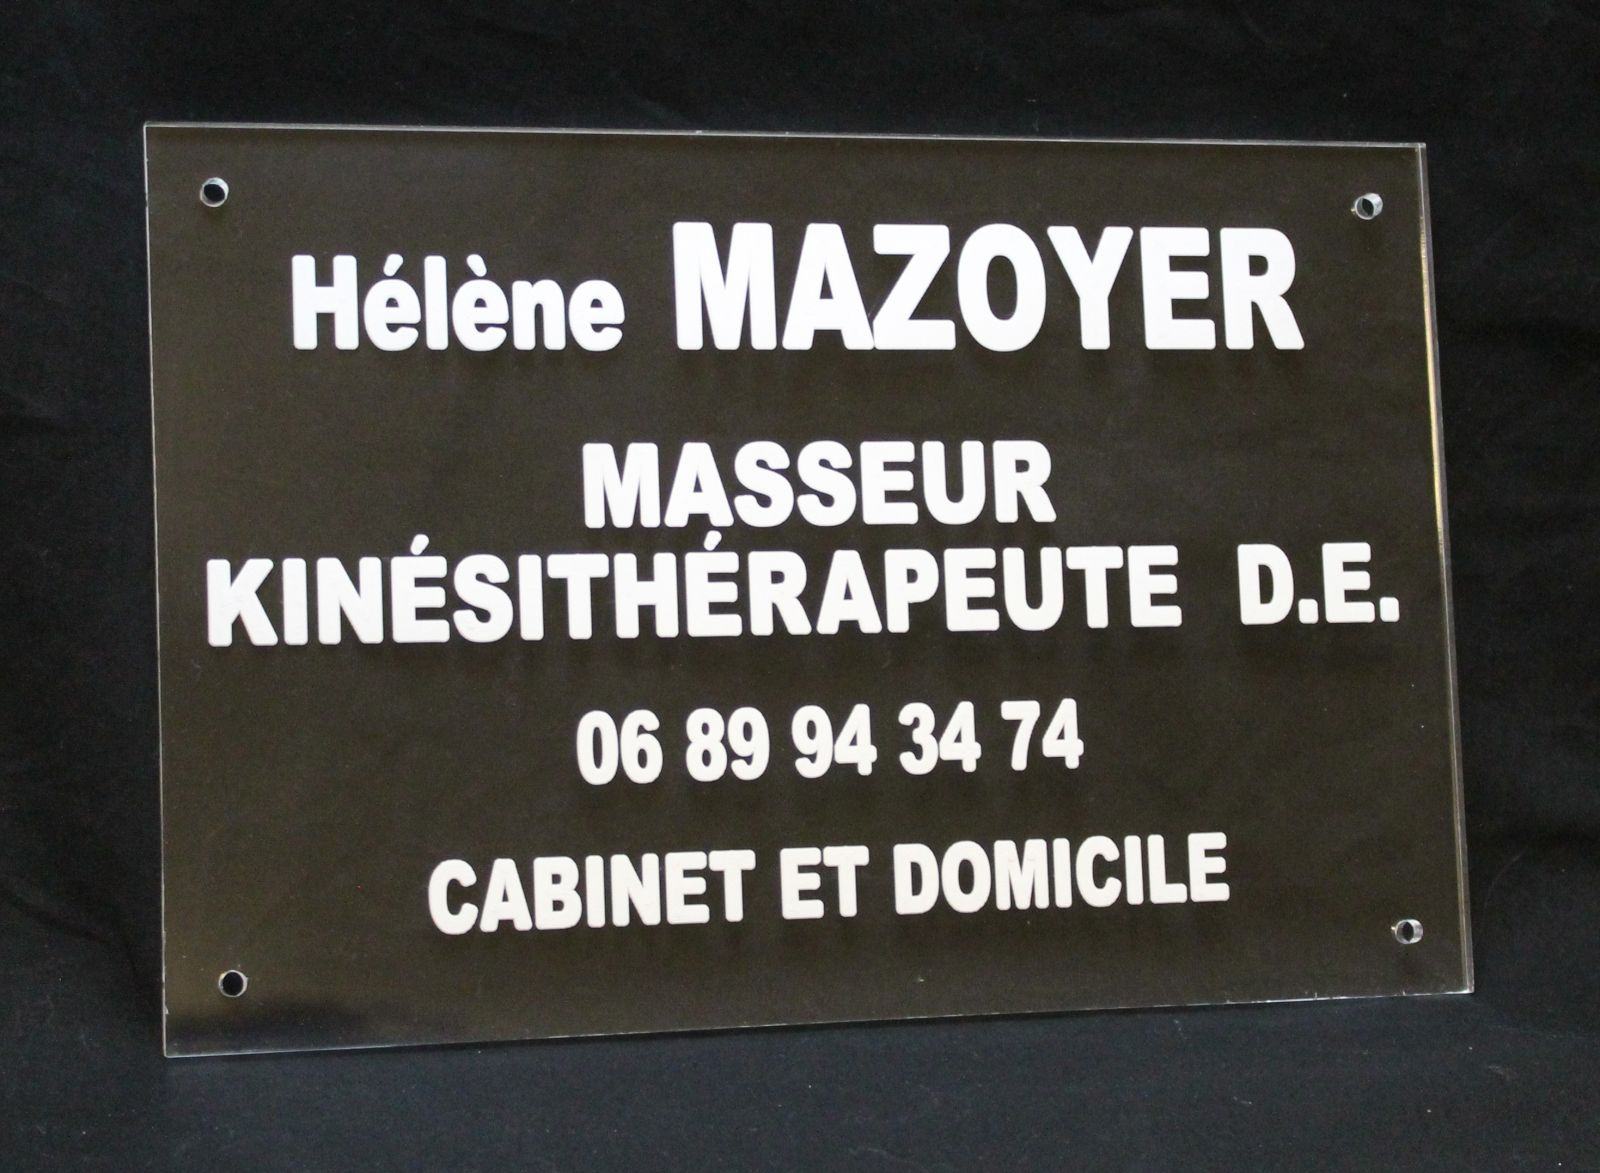 Hélène MAZOYER
MASSEUR
KINÉSITHÉRAPEUTE D.E.
06 89 94 34 74
CABINET ET DOMICILE